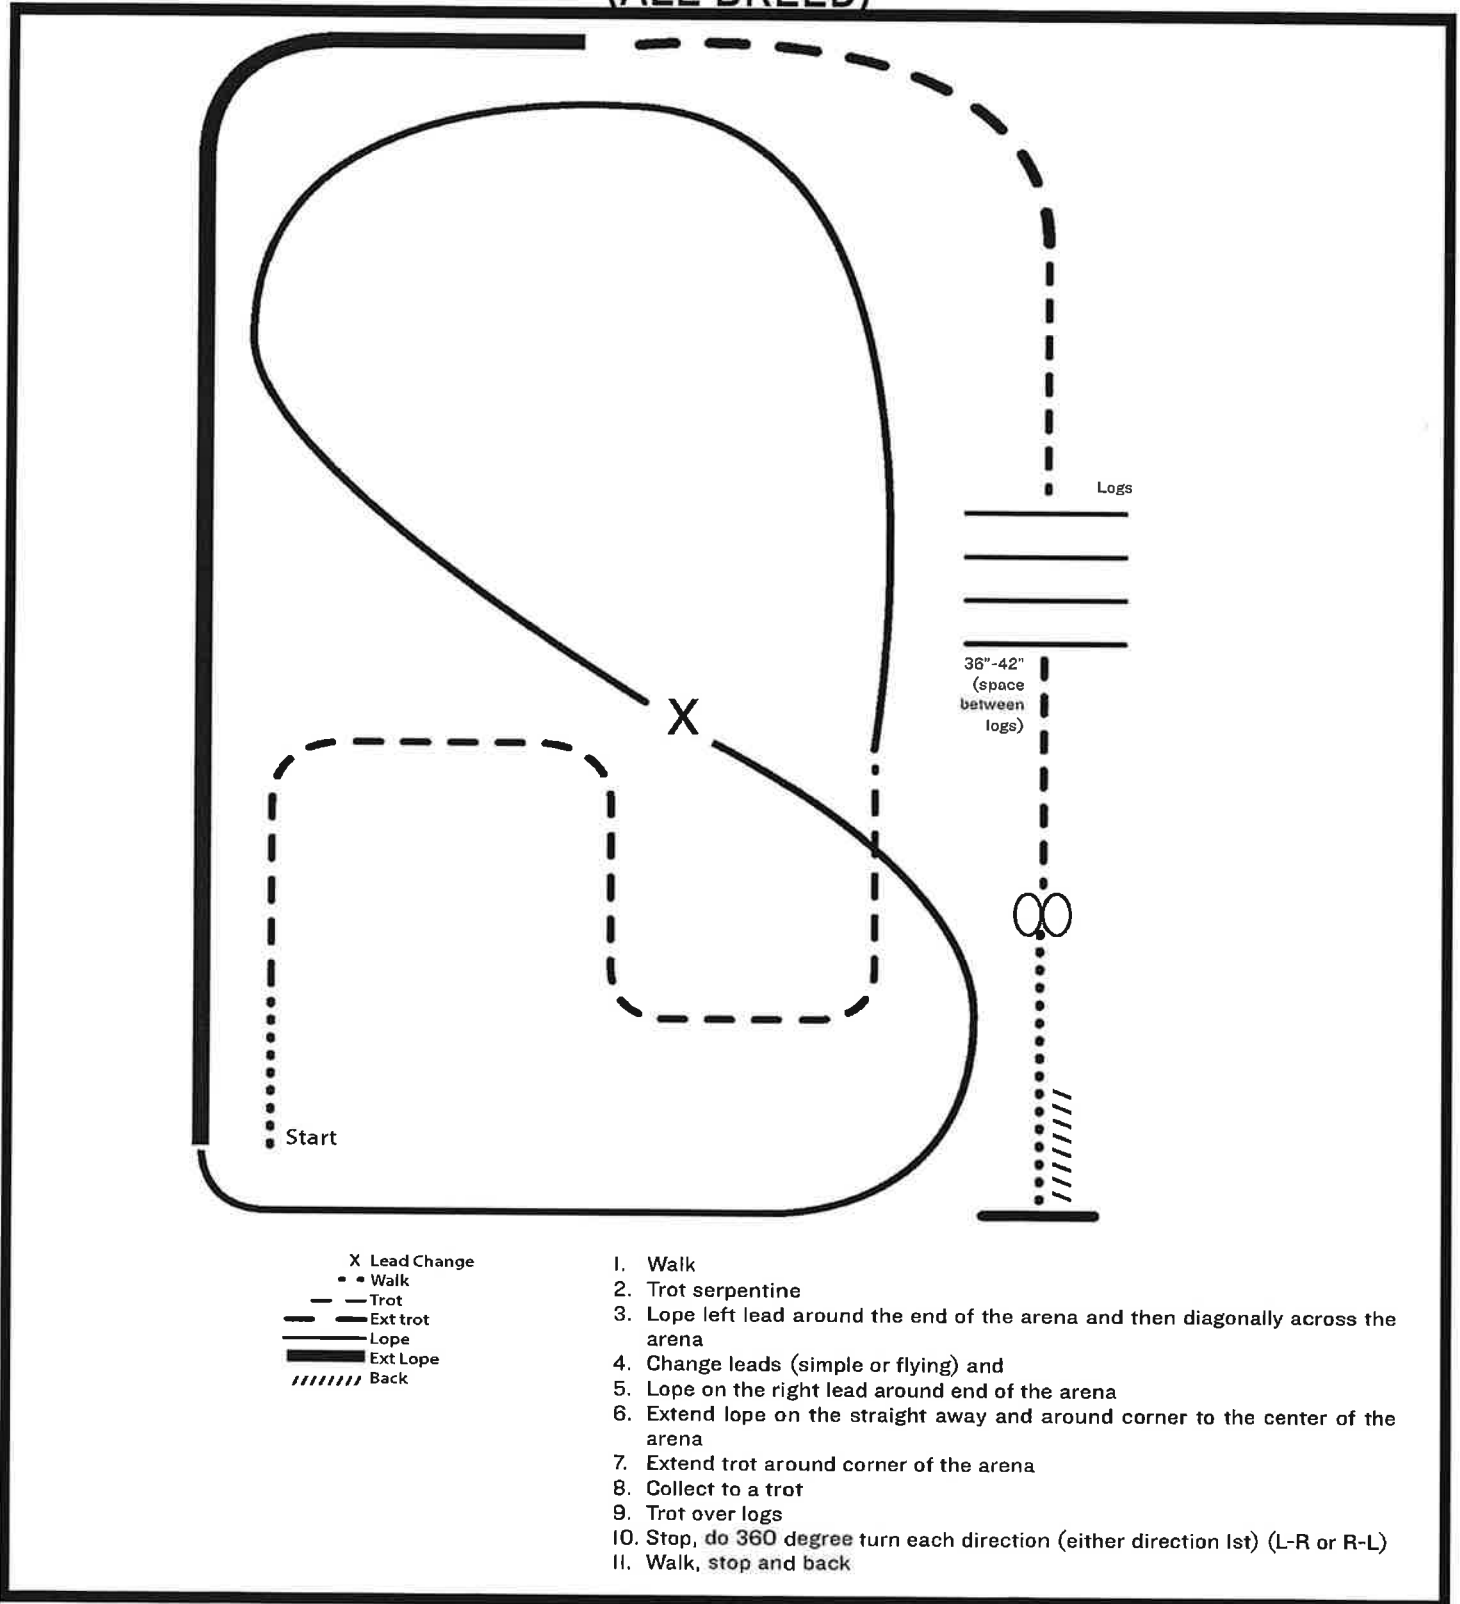 (ALL BREED)
Logs
36"-42"
(space
between
logs)
X
Start
X Lead Change
Walk
Trot
Ext trot
Lope
Ext Lope
Back
1. Walk
2. Trot serpentine
3. Lope left lead around the end of the arena and then diagonally across the
arena
4. Change leads (simple or flying) and
5. Lope on the right lead around end of the arena
6. Extend lope on the straight away and around corner to the center of the
arena
7. Extend trot around corner of the arena
8. Collect to a trot
9. Trot over logs
10. Stop, do 360 degree turn each direction (either direction 1st) (L-R or R-L)
11. Walk, stop and back